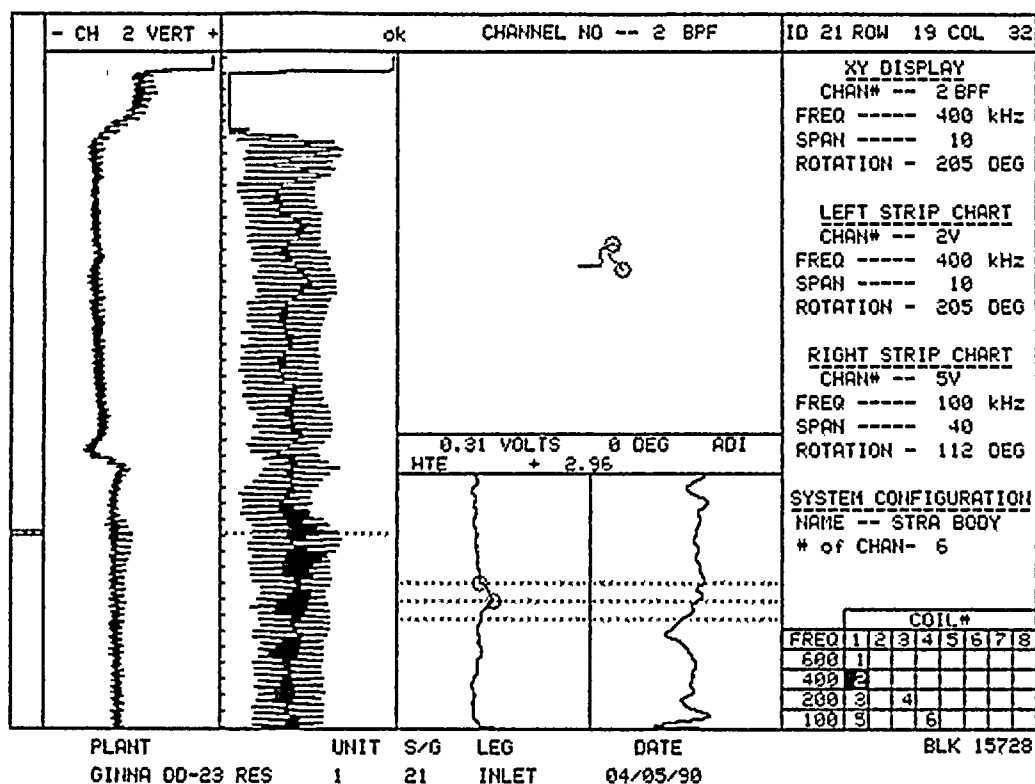 - CH 2 VERT +
ok
CHANNEL NO -- 2 BPF
ID 21 ROW 19 COL 32
XY DISPLAY
CHAN# -- 2 BPF
FREQ ----- 400 kHz
SPAN ----- 10
ROTATION - 205 DEG
LEFT STRIP CHART
CHAN# -- 2V
FREQ ----- 400 kHz
SPAN ----- 10
ROTATION - 205 DEG
RIGHT STRIP CHART
CHAN# -- 5V
FREQ ----- 100 kHz
SPAN ----- 40
ROTATION - 112 DEG
0.31 VOLTS 0 DEG ADI
HTE + 2.96
SYSTEM CONFIGURATION
NAME -- STRA BODY
# of CHAN- 6
COIL#
FREQ 1 2 3 4 5 6 7 8
600 1
400 2
200 3 4
100 5 6
PLANT UNIT S/G LEG DATE BLK 15728
GINNA OD-23 RES 1 21 INLET 04/05/90